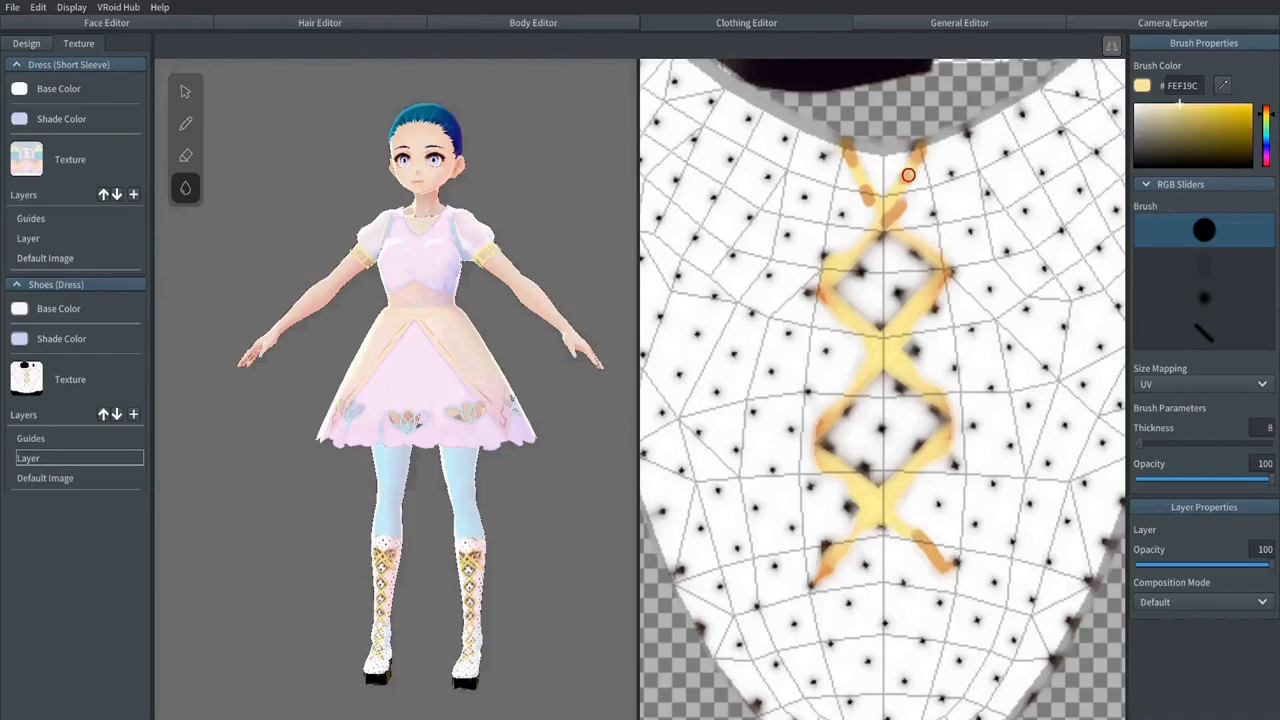 File Edit Display VRoid Hub Help
Face Editor Hair Editor Body Editor Clothing Editor General Editor Camera/Exporter
Design Texture
Dress (Short Sleeve)
Base Color
Shade Color
Texture
Layers
Guides
Layer
Default Image
Shoes (Dress)
Base Color
Shade Color
Texture
Layers
Guides
Layer
Default Image
Brush Properties
Brush Color
# FEF19C
RGB Sliders
Brush
Size Mapping
UV
Brush Parameters
Thickness 8
Opacity 100
Layer Properties
Layer
Opacity 100
Composition Mode
Default